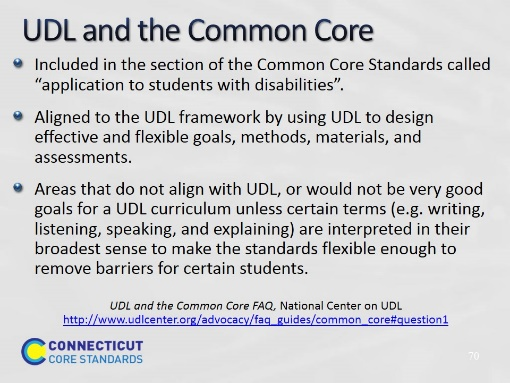 UDL and the Common Core
Included in the section of the Common Core Standards called
“application to students with disabilities”.
Aligned to the UDL framework by using UDL to design
effective and flexible goals, methods, materials, and
assessments.
Areas that do not align with UDL, or would not be very good
goals for a UDL curriculum unless certain terms (e.g. writing,
listening, speaking, and explaining) are interpreted in their
broadest sense to make the standards flexible enough to
remove barriers for certain students.
UDL and the Common Core FAQ, National Center on UDL
http://www.udlcenter.org/advocacy/faq_guides/common_core#question1
CONNECTICUT
CORE STANDARDS
70